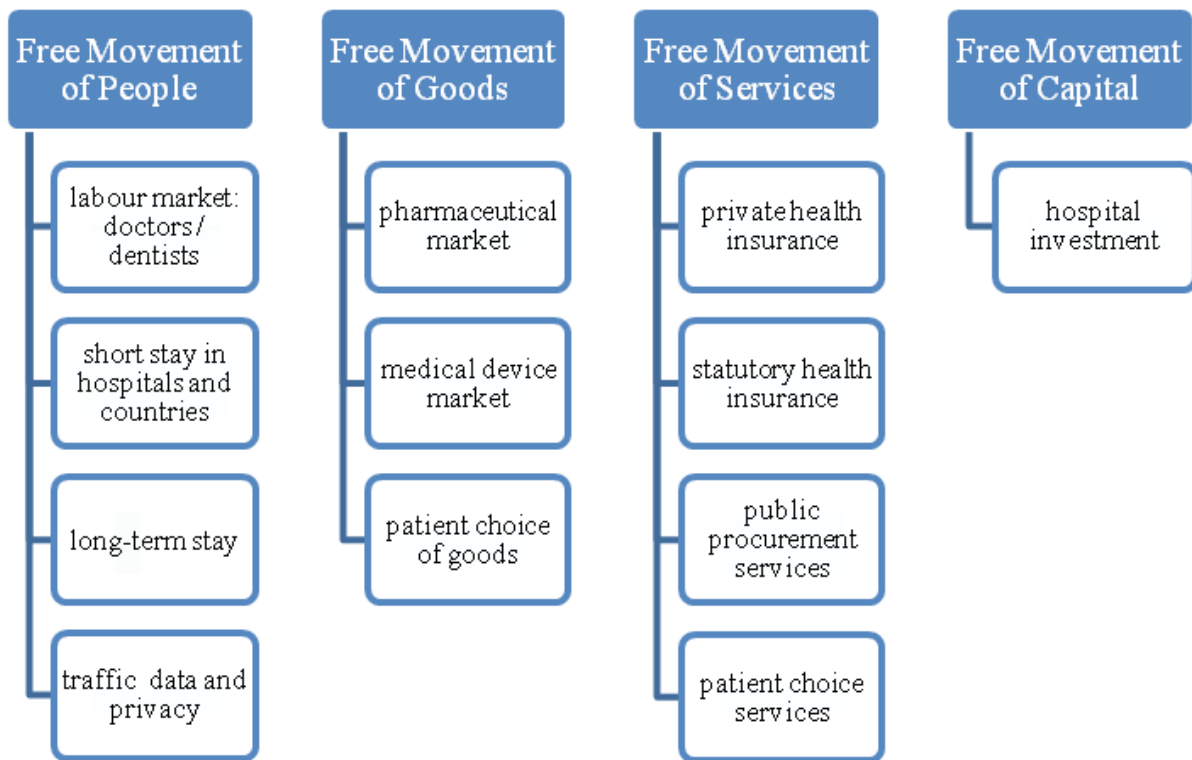 Free Movement
of People
labour market:
doctors/
dentists
short stay in
hospitals and
countries
long-term stay
traffic data and
privacy
Free Movement
of Goods
pharmaceutical
market
medical device
market
patient choice
of goods
Free Movement
of Services
private health
insurance
statutory health
insurance
public
procurement
services
patient choice
services
Free Movement
of Capital
hospital
investment